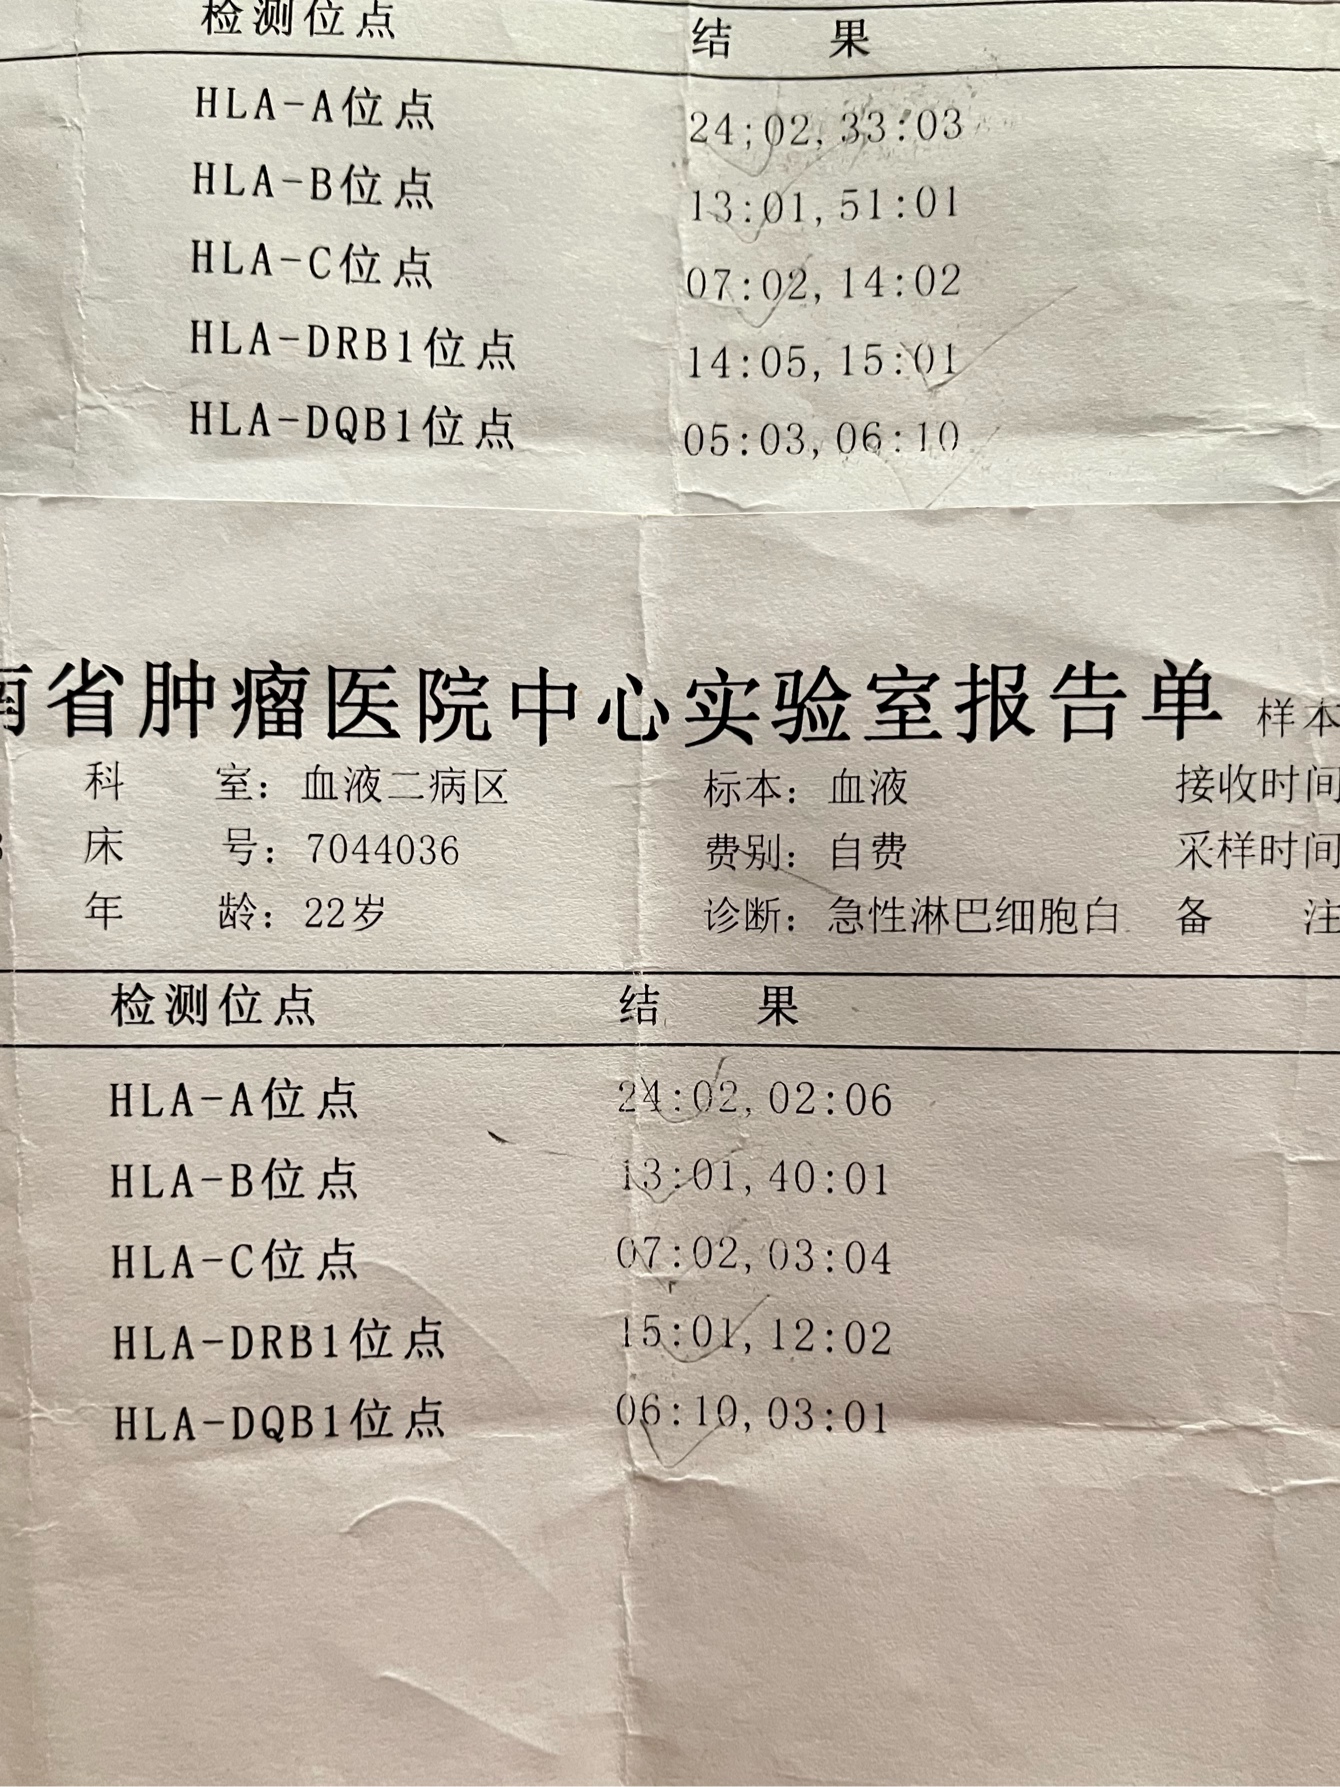 检测位点 结 果
HLA-A位点 24:02,33:03
HLA-B位点 13:01,51:01
HLA-C位点 07:02,14:02
HLA-DRB1位点 14:05,15:01
HLA-DQB1位点 05:03,06:10
南省肿瘤医院中心实验室报告单 样本
科 室：血液二病区 标本：血液 接收时间
床 号：7044036 费别：自费 采样时间
年 龄：22岁 诊断：急性淋巴细胞白 备 注
检测位点 结 果
HLA-A位点 24:02,02:06
HLA-B位点 13:01,40:01
HLA-C位点 07:02,03:04
HLA-DRB1位点 15:01,12:02
HLA-DQB1位点 06:10,03:01